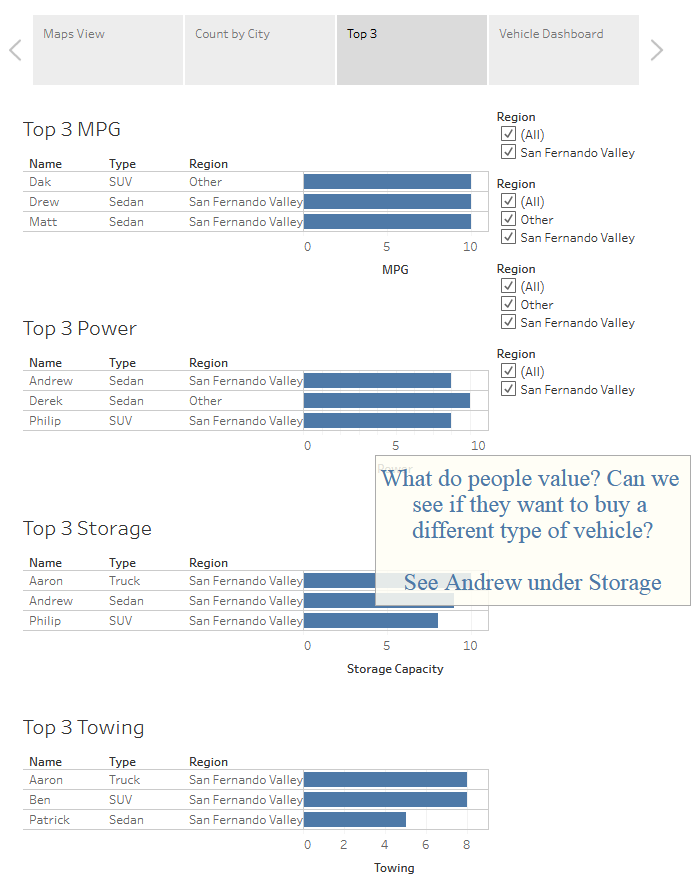 Maps View
Count by City
Top 3
Vehicle Dashboard
Top 3 MPG
Name Type Region
Dak SUV Other
Drew Sedan San Fernando Valley
Matt Sedan San Fernando Valley
0 5 10
MPG
Region
(All)
San Fernando Valley
Region
(All)
Other
San Fernando Valley
Region
(All)
Other
San Fernando Valley
Region
(All)
San Fernando Valley
Top 3 Power
Name Type Region
Andrew Sedan San Fernando Valley
Derek Sedan Other
Philip SUV San Fernando Valley
0 5 10
Power
What do people value? Can we
see if they want to buy a
different type of vehicle?
See Andrew under Storage
Top 3 Storage
Name Type Region
Aaron Truck San Fernando Valley
Andrew Sedan San Fernando Valley
Philip SUV San Fernando Valley
0 5 10
Storage Capacity
Top 3 Towing
Name Type Region
Aaron Truck San Fernando Valley
Ben SUV San Fernando Valley
Patrick Sedan San Fernando Valley
0 2 4 6 8
Towing